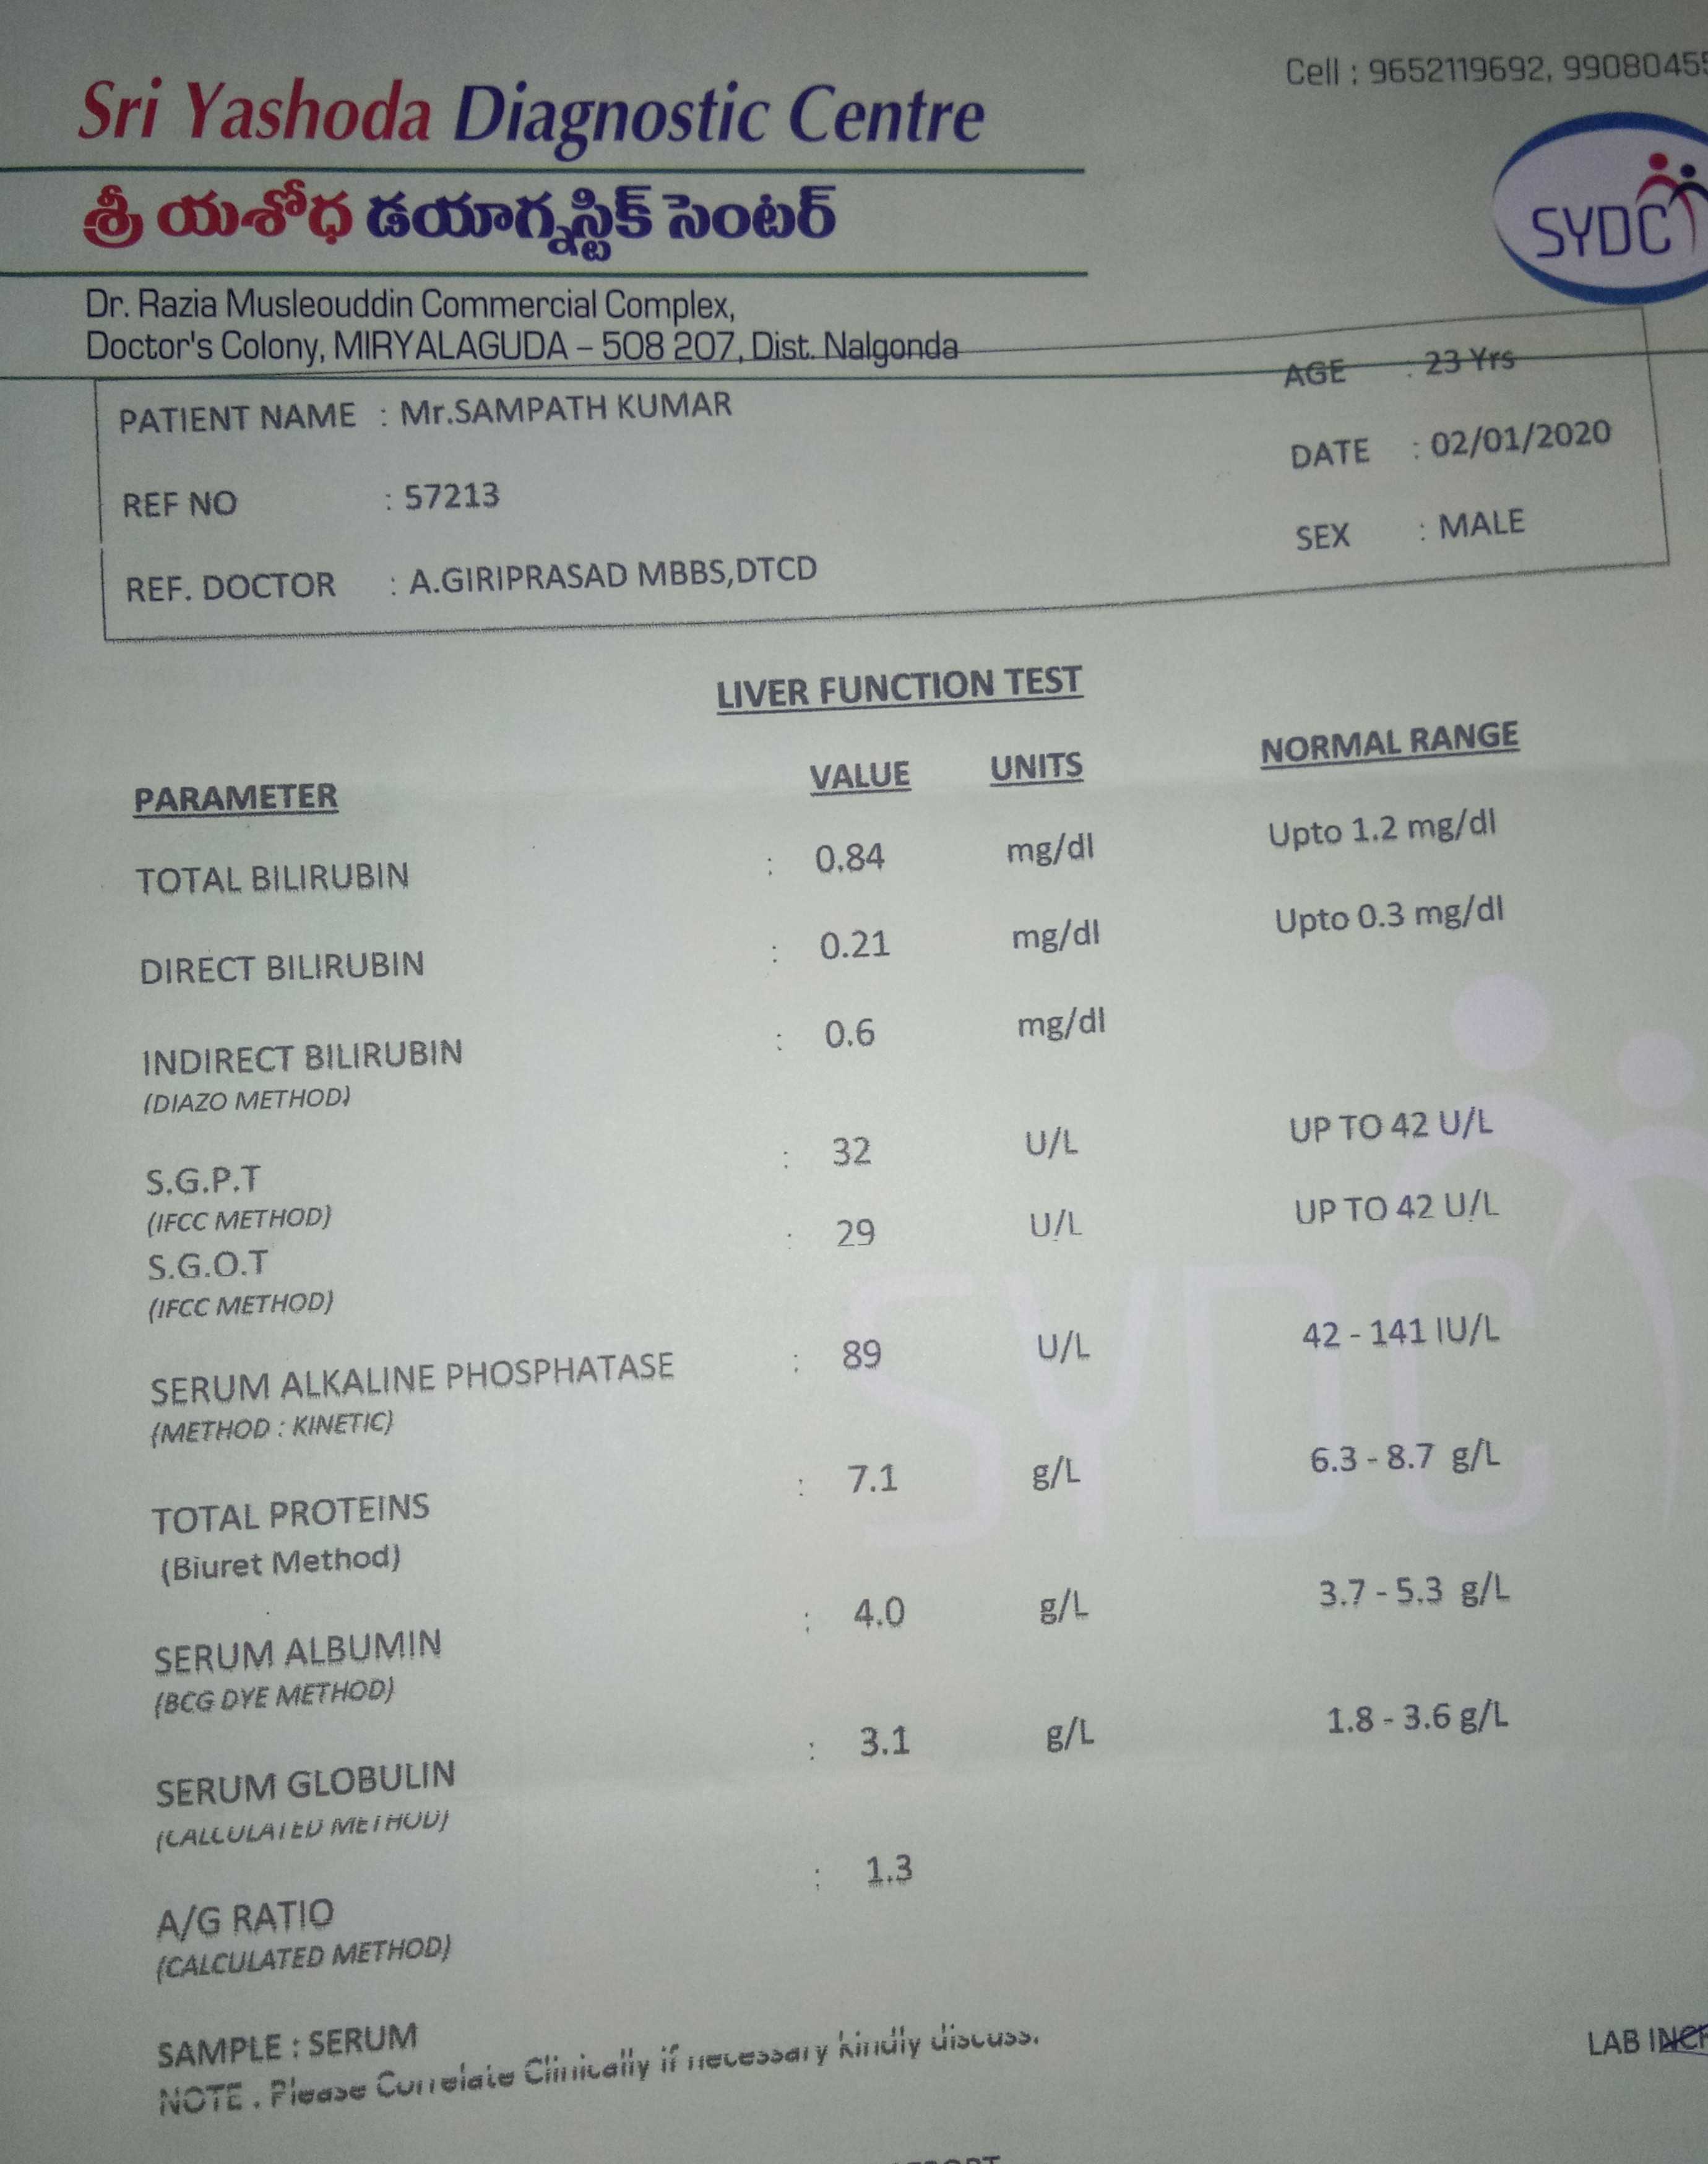 Cell : 9652119692, 99080455
Sri Yashoda Diagnostic Centre
SYDC
శ్రీ యశోధ డయాగ్నస్టిక్ సెంటర్
Dr. Razia Musleouddin Commercial Complex,
Doctor's Colony, MIRYALAGUDA – 508 207, Dist. Nalgonda
PATIENT NAME : Mr.SAMPATH KUMAR AGE : 23 Yrs
REF NO : 57213 DATE : 02/01/2020
REF. DOCTOR : A.GIRIPRASAD MBBS,DTCD SEX : MALE
LIVER FUNCTION TEST
PARAMETER VALUE UNITS NORMAL RANGE
TOTAL BILIRUBIN : 0.84 mg/dl Upto 1.2 mg/dl
DIRECT BILIRUBIN : 0.21 mg/dl Upto 0.3 mg/dl
INDIRECT BILIRUBIN : 0.6 mg/dl
(DIAZO METHOD)
S.G.P.T : 32 U/L UP TO 42 U/L
(IFCC METHOD)
S.G.O.T : 29 U/L UP TO 42 U/L
(IFCC METHOD)
SERUM ALKALINE PHOSPHATASE : 89 U/L 42 - 141 IU/L
(METHOD : KINETIC)
TOTAL PROTEINS : 7.1 g/L 6.3 - 8.7 g/L
(Biuret Method)
SERUM ALBUMIN : 4.0 g/L 3.7 - 5.3 g/L
(BCG DYE METHOD)
SERUM GLOBULIN : 3.1 g/L 1.8 - 3.6 g/L
(CALCULATED METHOD)
A/G RATIO : 1.3
(CALCULATED METHOD)
SYDC
SAMPLE : SERUM
NOTE . Please Correlate Clinically if necessary kindly discuss.
LAB